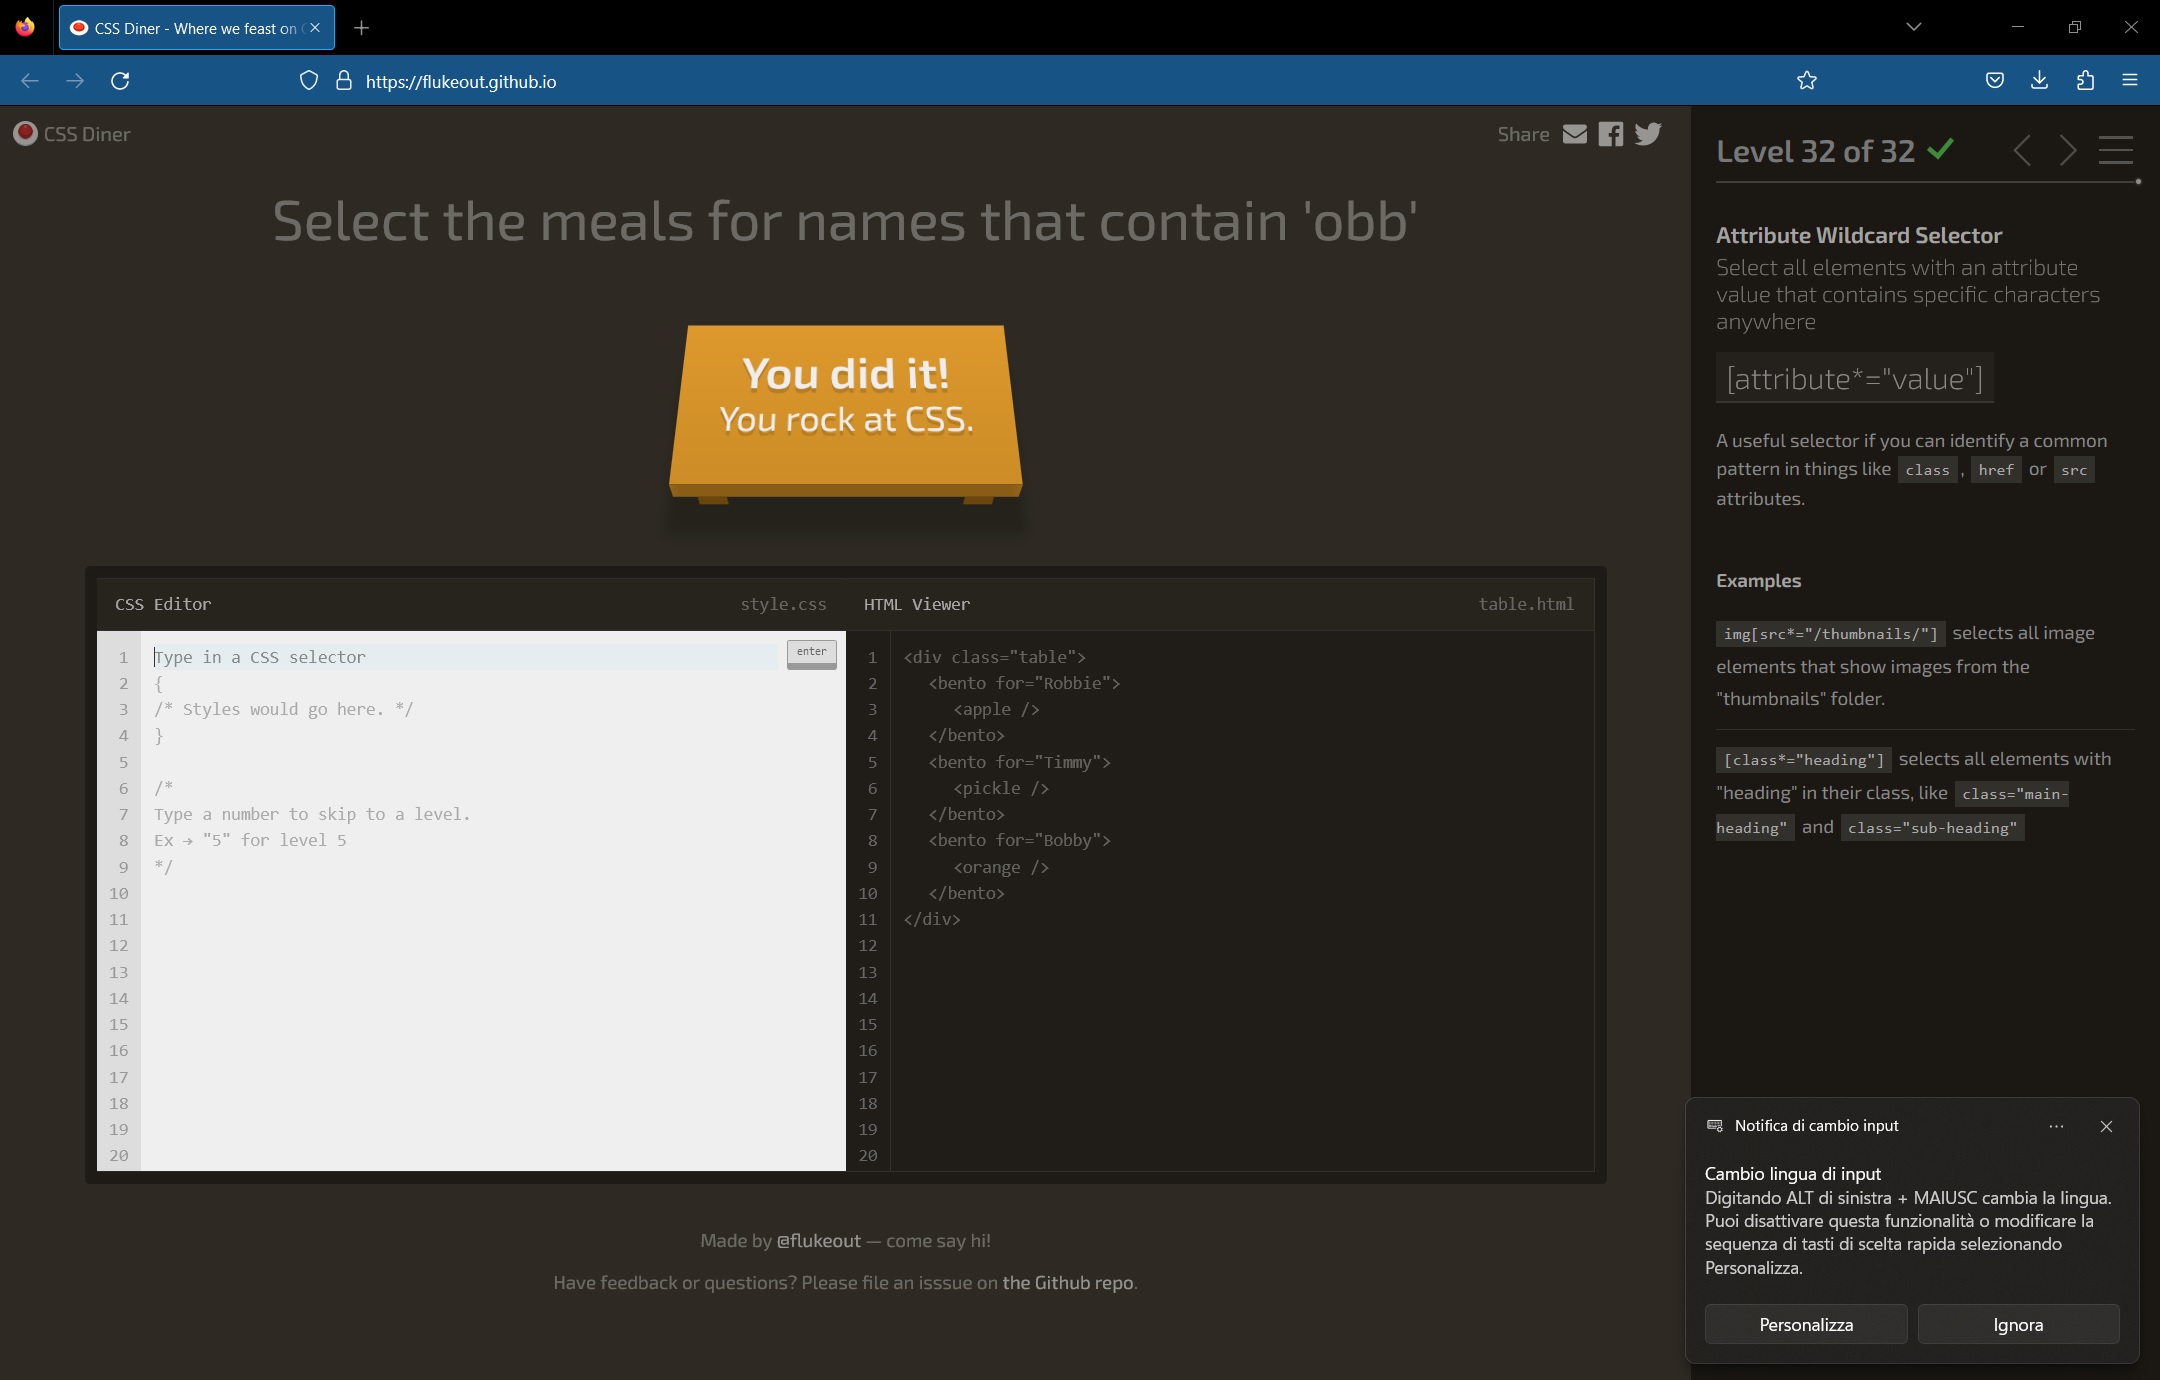 CSS Diner - Where we feast on
https://flukeout.github.io
CSS Diner
Share
Select the meals for names that contain 'obb'
You did it!
You rock at CSS.
CSS Editor
style.css
HTML Viewer
table.html
1
2
3
4
5
6
7
8
9
10
11
12
13
14
15
16
17
18
19
20
Type in a CSS selector
enter
{
/* Styles would go here. */
}
/*
Type a number to skip to a level.
Ex → "5" for level 5
*/
1
2
3
4
5
6
7
8
9
10
11
12
13
14
15
16
17
18
19
20
<div class="table">
<bento for="Robbie">
<apple />
</bento>
<bento for="Timmy">
<pickle />
</bento>
<bento for="Bobby">
<orange />
</bento>
</div>
Made by @flukeout — come say hi!
Have feedback or questions? Please file an isssue on the Github repo.
Level 32 of 32
Attribute Wildcard Selector
Select all elements with an attribute
value that contains specific characters
anywhere
[attribute*="value"]
A useful selector if you can identify a common
pattern in things like class, href or src
attributes.
Examples
img[src*="/thumbnails/"] selects all image
elements that show images from the
"thumbnails" folder.
[class*="heading"] selects all elements with
"heading" in their class, like class="main-
heading" and class="sub-heading"
Notifica di cambio input
Cambio lingua di input
Digitando ALT di sinistra + MAIUSC cambia la lingua.
Puoi disattivare questa funzionalità o modificare la
sequenza di tasti di scelta rapida selezionando
Personalizza.
Personalizza
Ignora